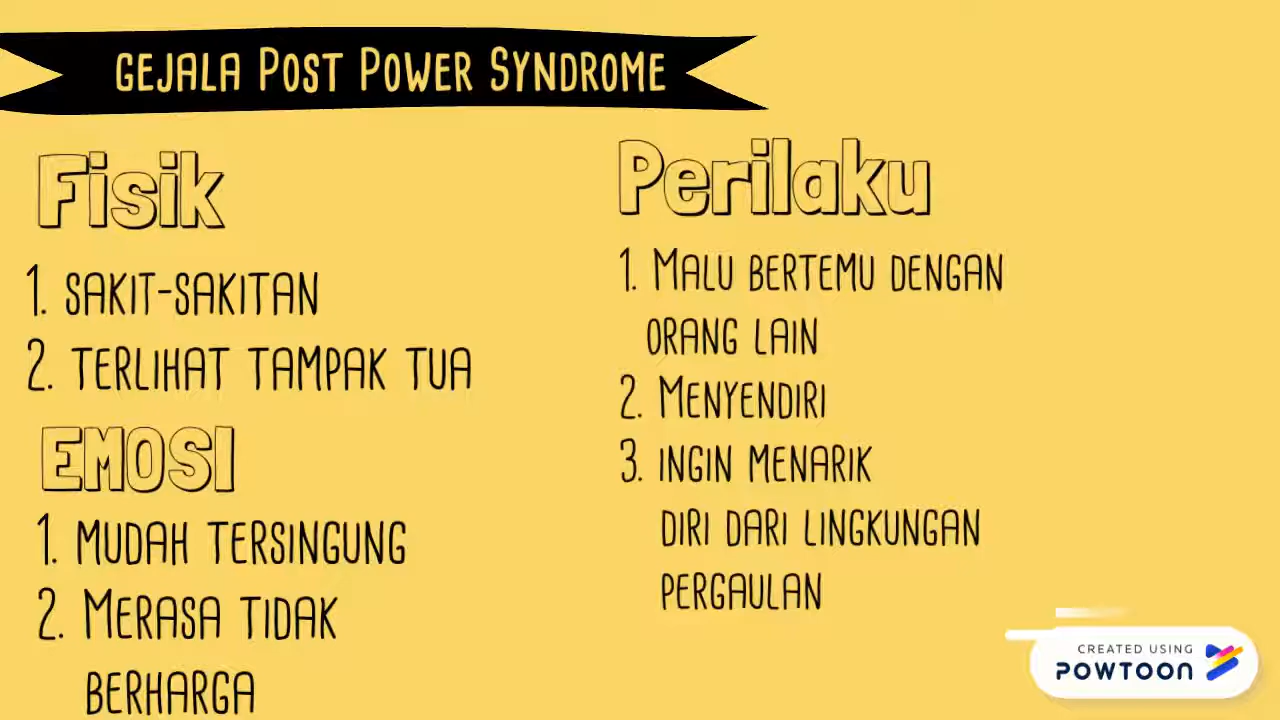 GEJALA POST POWER SYNDROME
Fisik
1. SAKIT-SAKITAN
2. TERLIHAT TAMPAK TUA
EMOSI
1. MUDAH TERSINGUNG
2. MERASA TIDAK
BERHARGA
Perilaku
1. MALU BERTEMU DENGAN
ORANG LAIN
2. MENYENDIRI
3. INGIN MENARIK
DIRI DARI LINGKUNGAN
PERGAULAN
CREATED USING
POWTOON